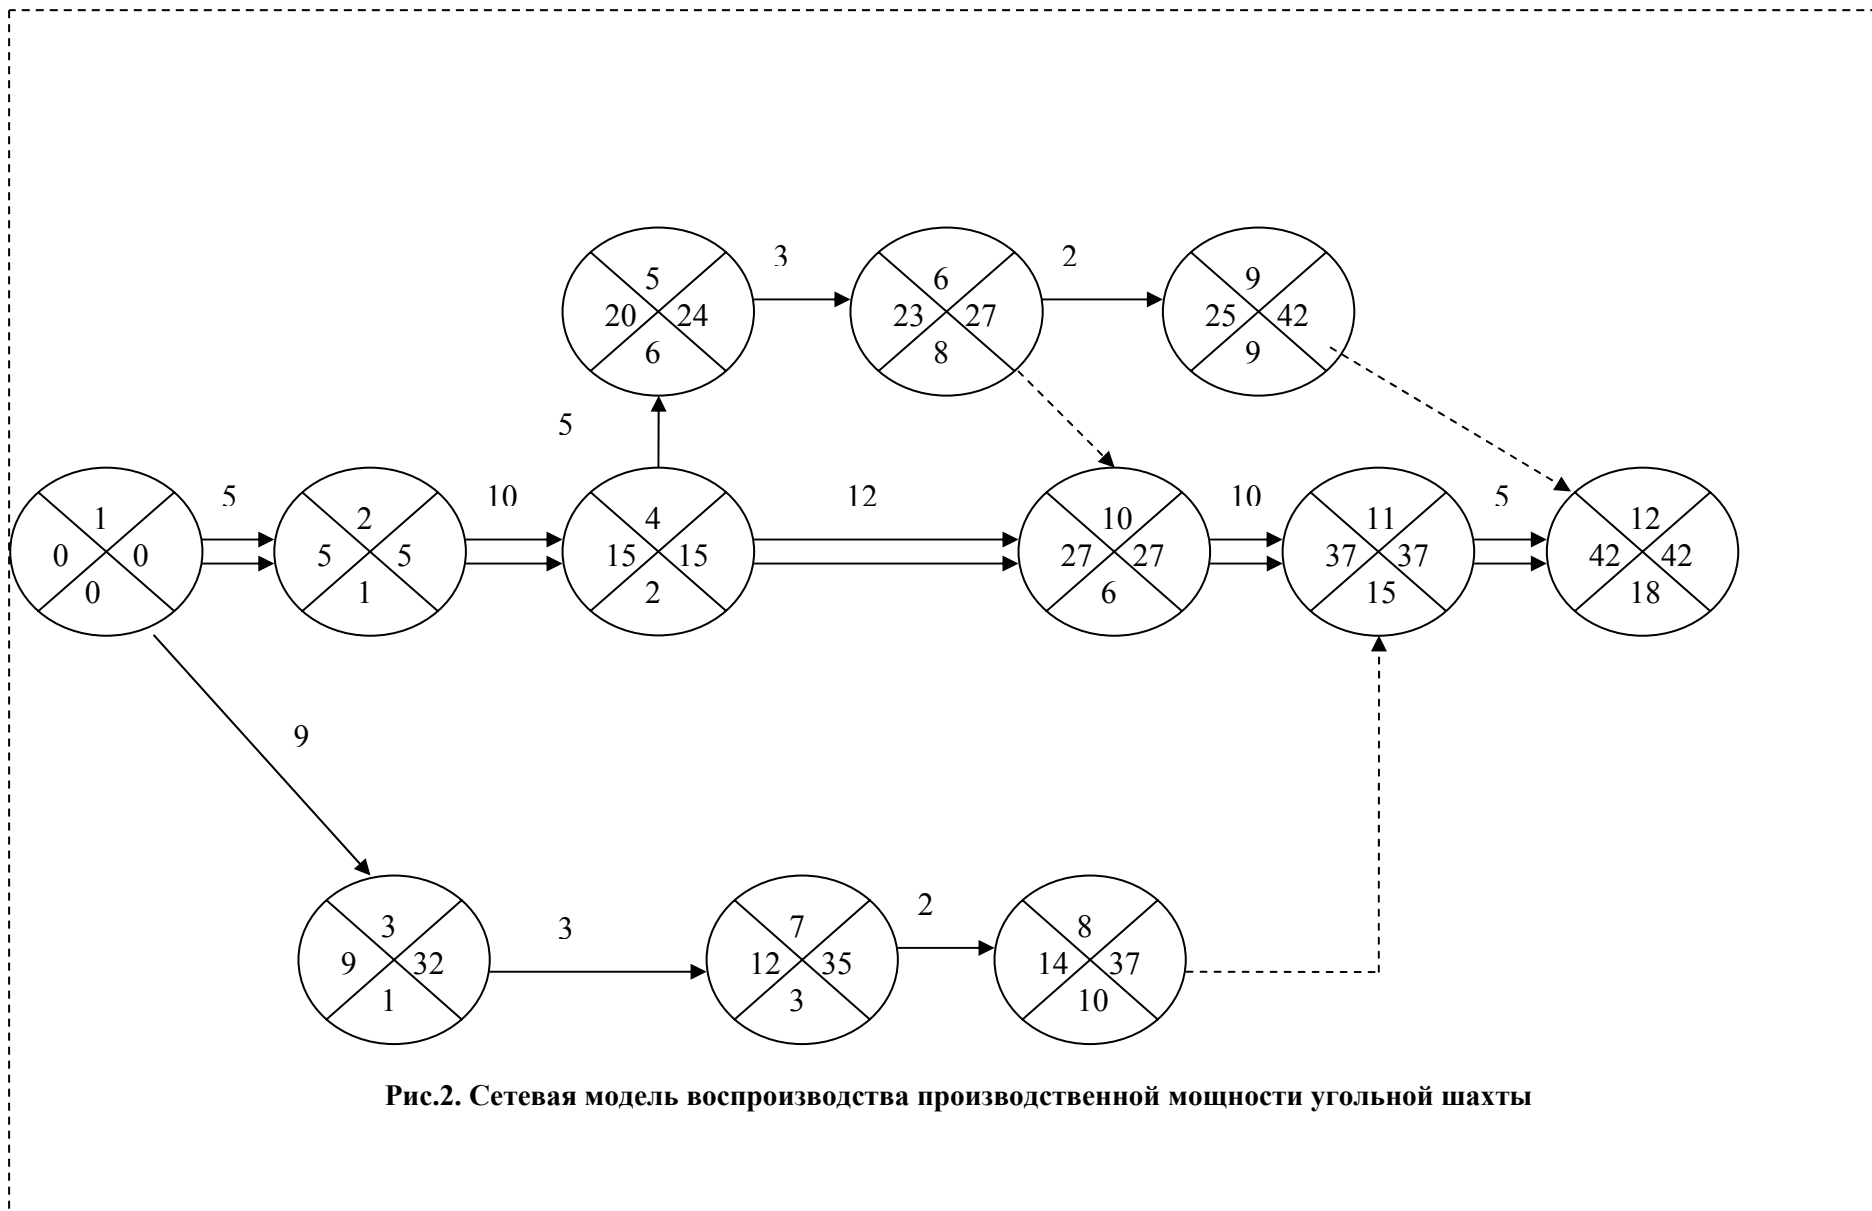 3 2
5 6 9
20 24 23 27 25 42
6 8 9
5
5 10 12 10 5
1 2 4 10 11 12
0 0 5 5 15 15 27 27 37 37 42 42
0 1 2 6 15 18
9
3 2
3 7 8
9 32 12 35 14 37
1 3 10
Рис.2. Сетевая модель воспроизводства производственной мощности угольной шахты